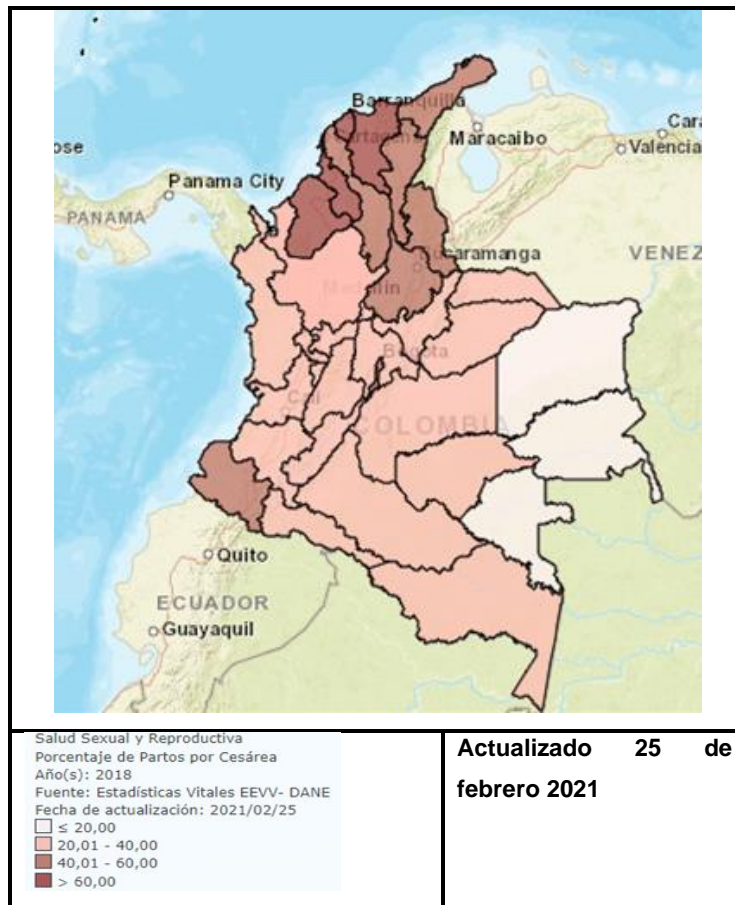 Barranquilla
Cartagena
Maracaibo
Cara
Valencia
ose
Panama City
PANAMA
Bucaramanga
VENEZ
Medellín
Bogota
Cali
COLOMBIA
Quito
ECUADOR
Guayaquil
Salud Sexual y Reproductiva
Porcentaje de Partos por Cesárea
Año(s): 2018
Fuente: Estadísticas Vitales EEVV- DANE
Fecha de actualización: 2021/02/25
≤ 20,00
20,01 - 40,00
40,01 - 60,00
> 60,00
Actualizado 25 de
febrero 2021